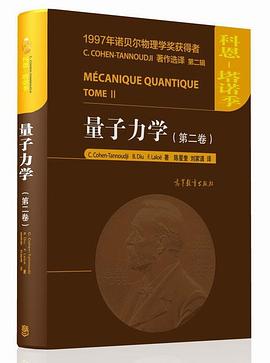 1997年诺贝尔物理学奖获得者
C. COHEN-TANNOUDJI 著作选译 第二辑
MÉCANIQUE QUANTIQUE
TOME II
量子力学(第二卷)
C. Cohen-Tannoudji B. Diu F. Laloë 著 陈星奎 刘家谟 译
高等教育出版社
科恩-塔诺季
C. COHEN-TANNOUDJI
量子力学
(第二卷)